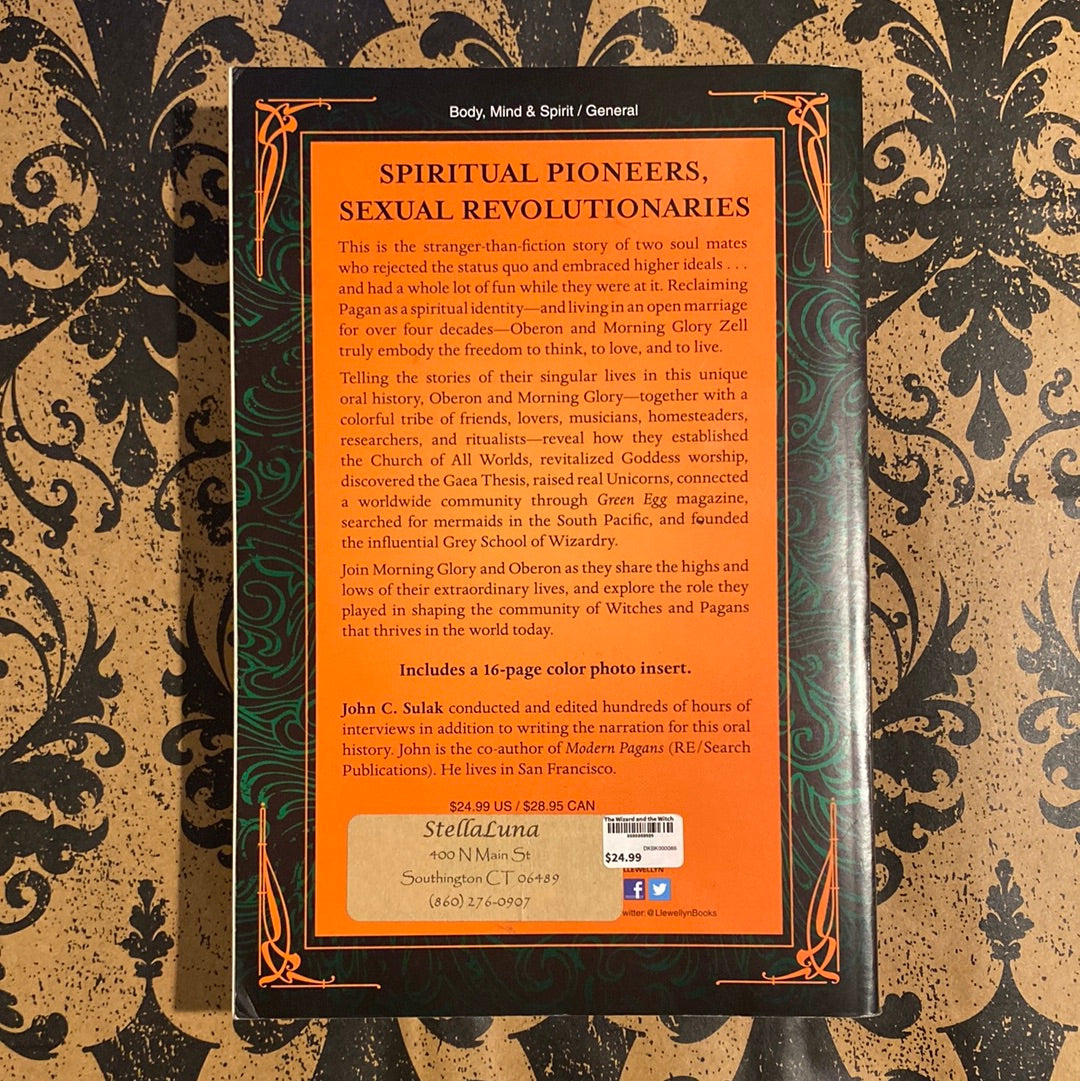 Body, Mind & Spirit / General
SPIRITUAL PIONEERS,
SEXUAL REVOLUTIONARIES
This is the stranger-than-fiction story of two soul mates
who rejected the status quo and embraced higher ideals . . .
and had a whole lot of fun while they were at it. Reclaiming
Pagan as a spiritual identity—and living in an open marriage
for over four decades—Oberon and Morning Glory Zell
truly embody the freedom to think, to love, and to live.
Telling the stories of their singular lives in this unique
oral history, Oberon and Morning Glory—together with a
colorful tribe of friends, lovers, musicians, homesteaders,
researchers, and ritualists—reveal how they established
the Church of All Worlds, revitalized Goddess worship,
discovered the Gaea Thesis, raised real Unicorns, connected
a worldwide community through Green Egg magazine,
searched for mermaids in the South Pacific, and founded
the influential Grey School of Wizardry.
Join Morning Glory and Oberon as they share the highs and
lows of their extraordinary lives, and explore the role they
played in shaping the community of Witches and Pagans
that thrives in the world today.
Includes a 16-page color photo insert.
John C. Sulak conducted and edited hundreds of hours of
interviews in addition to writing the narration for this oral
history. John is the co-author of Modern Pagans (RE/Search
Publications). He lives in San Francisco.
$24.99 US / $28.95 CAN
StellaLuna
400 N Main St
Southington CT 06489
(860) 276-0907
The Wizard and the Witch
$24.99
LLEWELLYN
witter: @LlewellynBooks